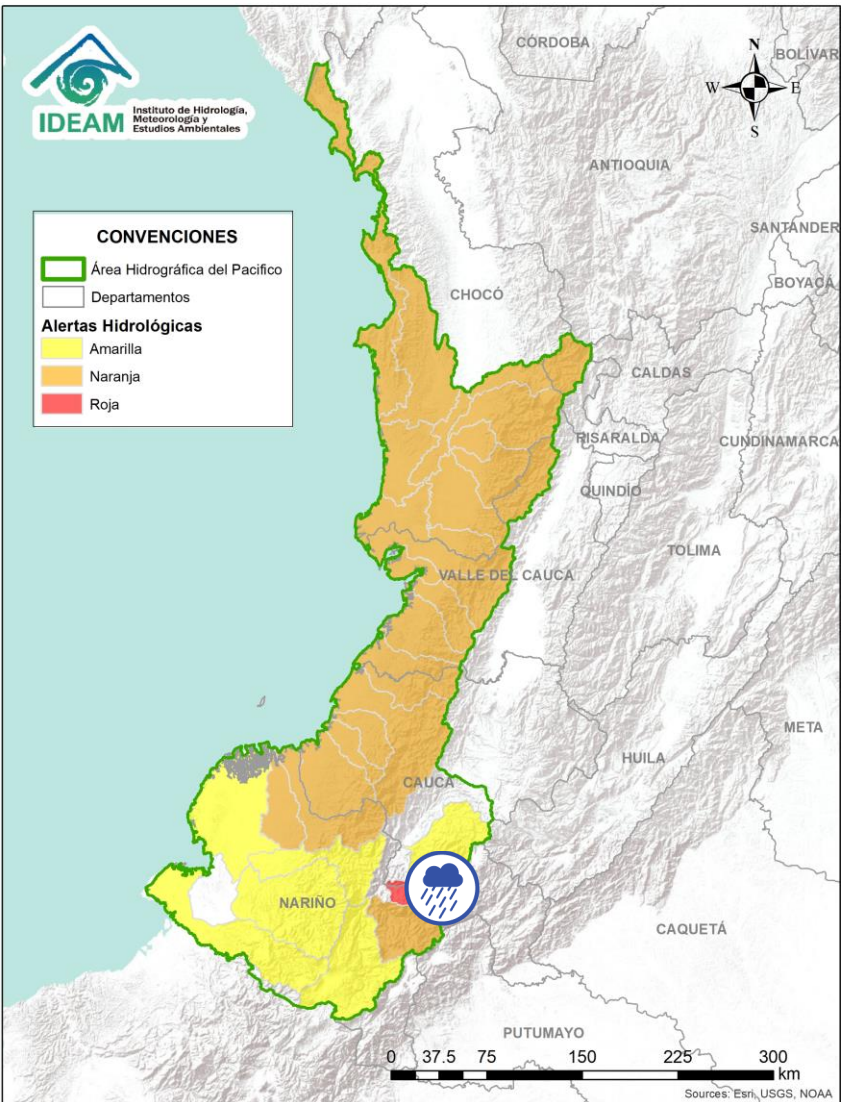 IDEAM
Instituto de Hidrología,
Meteorología y
Estudios Ambientales
N
W
E
S
CONVENCIONES
Área Hidrográfica del Pacifico
Departamentos
Alertas Hidrológicas
Amarilla
Naranja
Roja
CÓRDOBA
BOLÍVAR
ANTIOQUIA
SANTANDER
BOYACÁ
CHOCÓ
CALDAS
RISARALDA
CUNDINAMARCA
QUINDÍO
TOLIMA
VALLE DEL CAUCA
META
HUILA
CAUCA
NARIÑO
CAQUETÁ
PUTUMAYO
0 37.5 75 150 225 300
km
Sources: Esri, USGS, NOAA